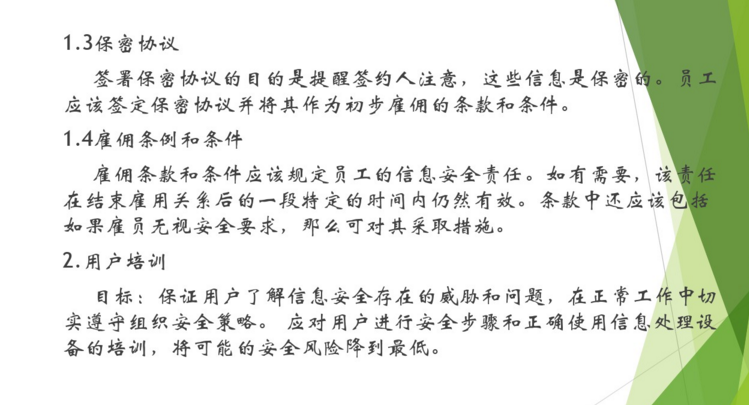 1.3保密协议
签署保密协议的目的是提醒签约人注意，这些信息是保密的。员工
应该签定保密协议并将其作为初步雇佣的条款和条件。
1.4雇佣条例和条件
雇佣条款和条件应该规定员工的信息安全责任。如有需要，该责任
在结束雇用关系后的一段特定的时间内仍然有效。条款中还应该包括
如果雇员无视安全要求，那么可对其采取措施。
2.用户培训
目标：保证用户了解信息安全存在的威胁和问题，在正常工作中切
实遵守组织安全策略。 应对用户进行安全步骤和正确使用信息处理设
备的培训，将可能的安全风险降到最低。